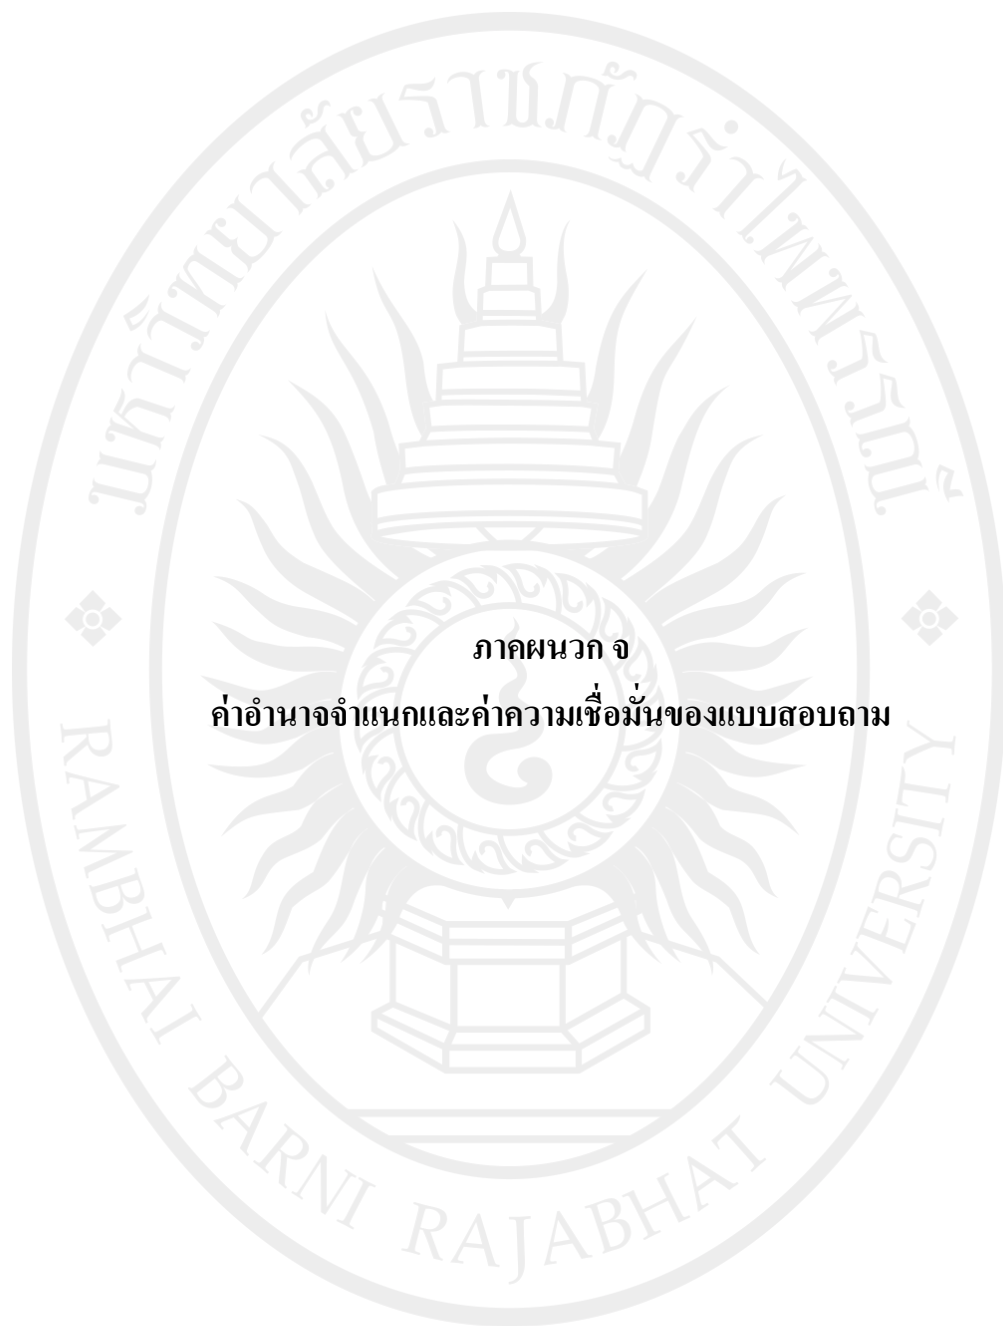 มหาวิทยาลัยราชภัฏรำไพพรรณี
ภาคผนวก จ
ค่าอำนาจจำแนกและค่าความเชื่อมั่นของแบบสอบถาม
RAMBHAI BARNI RAJABHAT UNIVERSITY